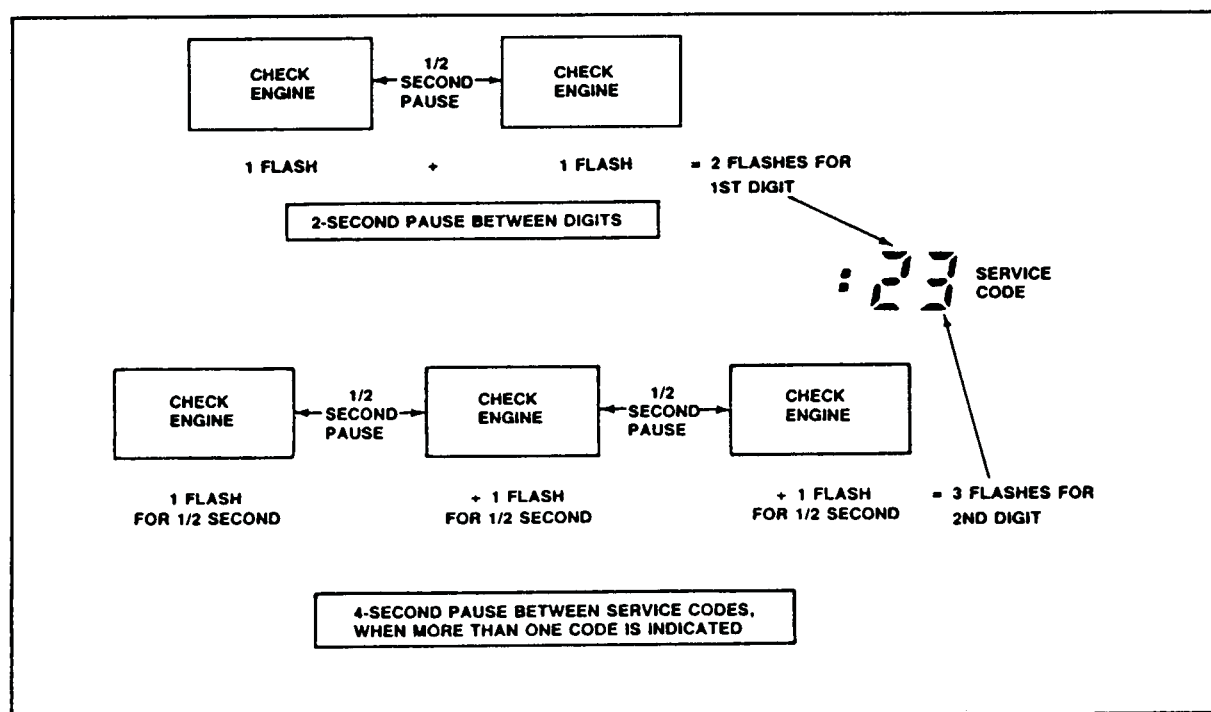 CHECK
ENGINE
1/2
SECOND
PAUSE
CHECK
ENGINE
1 FLASH
+
1 FLASH
= 2 FLASHES FOR
1ST DIGIT
2-SECOND PAUSE BETWEEN DIGITS
:23
SERVICE
CODE
CHECK
ENGINE
1/2
SECOND
PAUSE
CHECK
ENGINE
1/2
SECOND
PAUSE
CHECK
ENGINE
1 FLASH
FOR 1/2 SECOND
+ 1 FLASH
FOR 1/2 SECOND
+ 1 FLASH
FOR 1/2 SECOND
= 3 FLASHES FOR
2ND DIGIT
4-SECOND PAUSE BETWEEN SERVICE CODES,
WHEN MORE THAN ONE CODE IS INDICATED